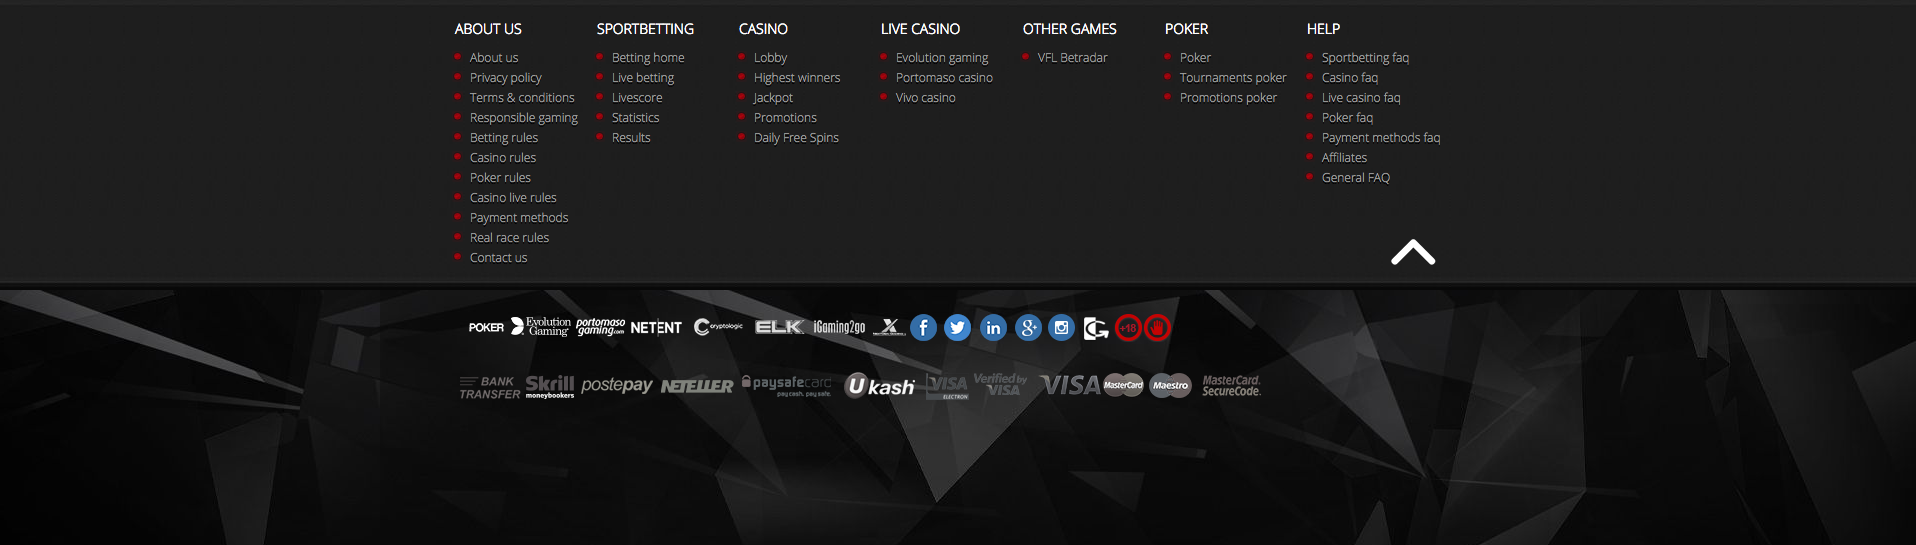 ABOUT US
About us
Privacy policy
Terms & conditions
Responsible gaming
Betting rules
Casino rules
Poker rules
Casino live rules
Payment methods
Real race rules
Contact us
SPORTBETTING
Betting home
Live betting
Livescore
Statistics
Results
CASINO
Lobby
Highest winners
Jackpot
Promotions
Daily Free Spins
LIVE CASINO
Evolution gaming
Portomaso casino
Vivo casino
OTHER GAMES
VFL Betradar
POKER
Poker
Tournaments poker
Promotions poker
HELP
Sportbetting faq
Casino faq
Live casino faq
Poker faq
Payment methods faq
Affiliates
General FAQ
POKER
Evolution
Gaming
portomaso
gaming.com
NETENT
cryptologic
ELK
iGaming2go
X
f
in
g+
G
+18
BANK
TRANSFER
Skrill
moneybookers
postepay
NETELLER
paysafecard
pay cash. pay safe.
Ukash
VISA
ELECTRON
Verified by
VISA
VISA
MasterCard
Maestro
MasterCard.
SecureCode.